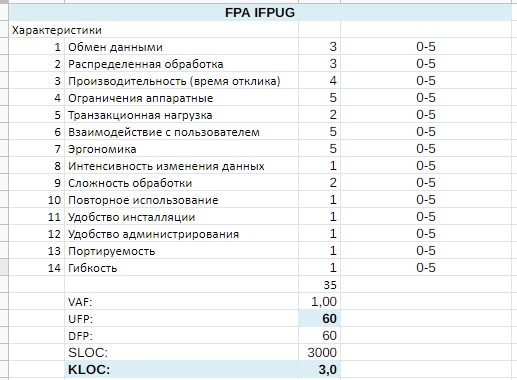 FPA IFPUG
Характеристики
1 Обмен данными 3 0-5
2 Распределенная обработка 3 0-5
3 Производительность (время отклика) 4 0-5
4 Ограничения аппаратные 5 0-5
5 Транзакционная нагрузка 2 0-5
6 Взаимодействие с пользователем 5 0-5
7 Эргономика 5 0-5
8 Интенсивность изменения данных 1 0-5
9 Сложность обработки 2 0-5
10 Повторное использование 1 0-5
11 Удобство инсталляции 1 0-5
12 Удобство администрирования 1 0-5
13 Портируемость 1 0-5
14 Гибкость 1 0-5
35
VAF: 1,00
UFP: 60
DFP: 60
SLOC: 3000
KLOC: 3,0